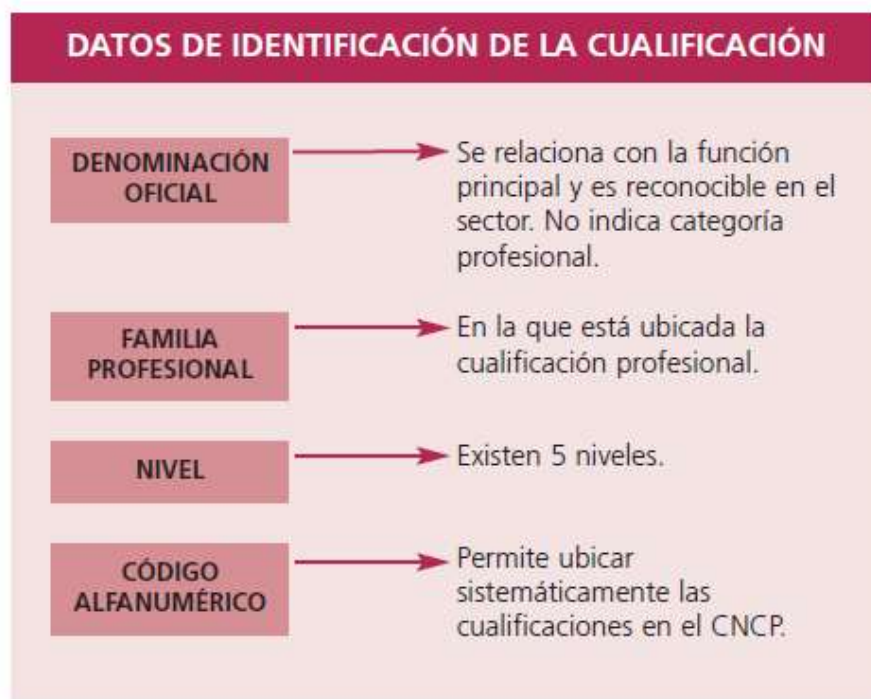 DATOS DE IDENTIFICACIÓN DE LA CUALIFICACIÓN
DENOMINACIÓN
OFICIAL
Se relaciona con la función
principal y es reconocible en el
sector. No indica categoría
profesional.
FAMILIA
PROFESIONAL
En la que está ubicada la
cualificación profesional.
NIVEL
Existen 5 niveles.
CÓDIGO
ALFANUMÉRICO
Permite ubicar
sistemáticamente las
cualificaciones en el CNCP.